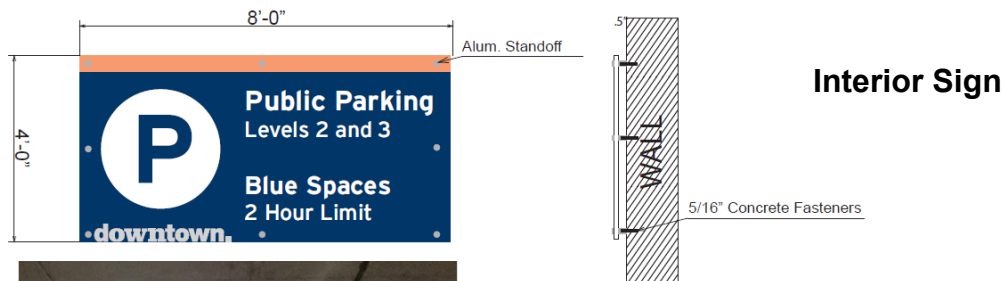 8'-0"
Alum. Standoff
4'-0"
P
Public Parking
Levels 2 and 3
Blue Spaces
2 Hour Limit
downtown.
.5"
WALL
5/16" Concrete Fasteners
Interior Sign